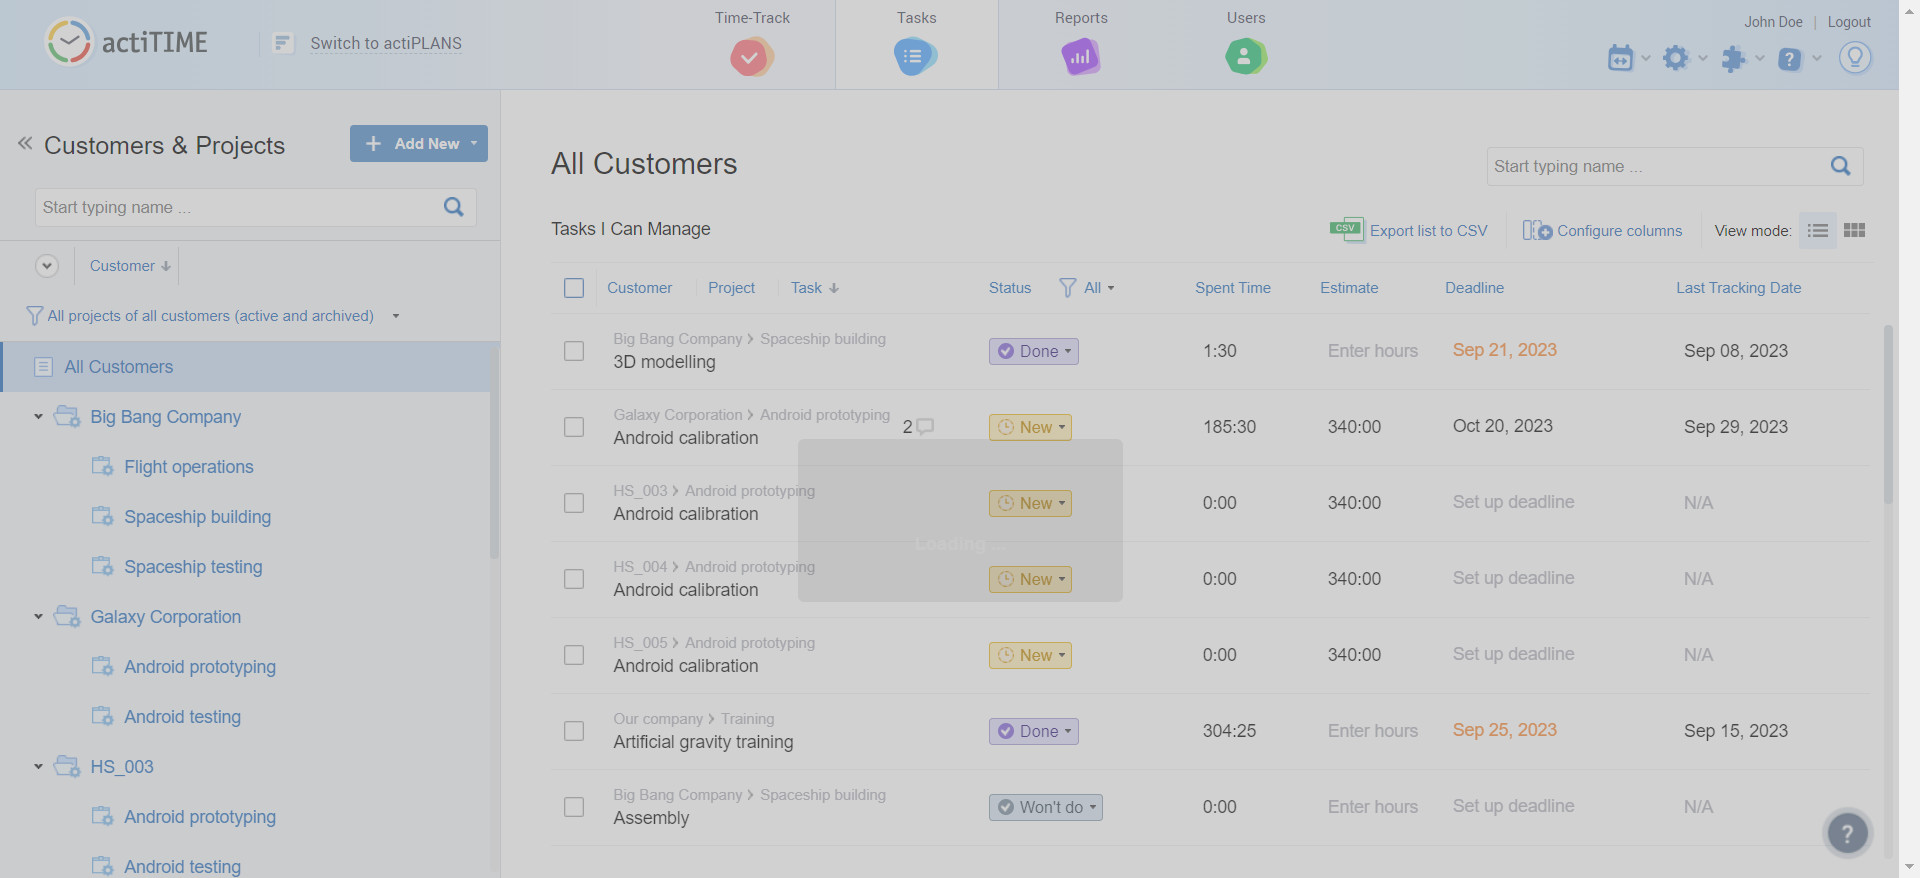 actiTIME
Switch to actiPLANS
Time-Track
Tasks
Reports
Users
John Doe | Logout
Customers & Projects
Add New
Start typing name ...
Customer
All projects of all customers (active and archived)
All Customers
Big Bang Company
Flight operations
Spaceship building
Spaceship testing
Galaxy Corporation
Android prototyping
Android testing
HS_003
Android prototyping
Android testing
All Customers
Start typing name ...
Tasks I Can Manage
CSV Export list to CSV
Configure columns
View mode:
Customer Project Task Status All Spent Time Estimate Deadline Last Tracking Date
Big Bang Company > Spaceship building
3D modelling Done 1:30 Enter hours Sep 21, 2023 Sep 08, 2023
Galaxy Corporation > Android prototyping
Android calibration 2 New 185:30 340:00 Oct 20, 2023 Sep 29, 2023
HS_003 > Android prototyping
Android calibration New 0:00 340:00 Set up deadline N/A
Loading ...
HS_004 > Android prototyping
Android calibration New 0:00 340:00 Set up deadline N/A
HS_005 > Android prototyping
Android calibration New 0:00 340:00 Set up deadline N/A
Our company > Training
Artificial gravity training Done 304:25 Enter hours Sep 25, 2023 Sep 15, 2023
Big Bang Company > Spaceship building
Assembly Won't do 0:00 Enter hours Set up deadline N/A
?